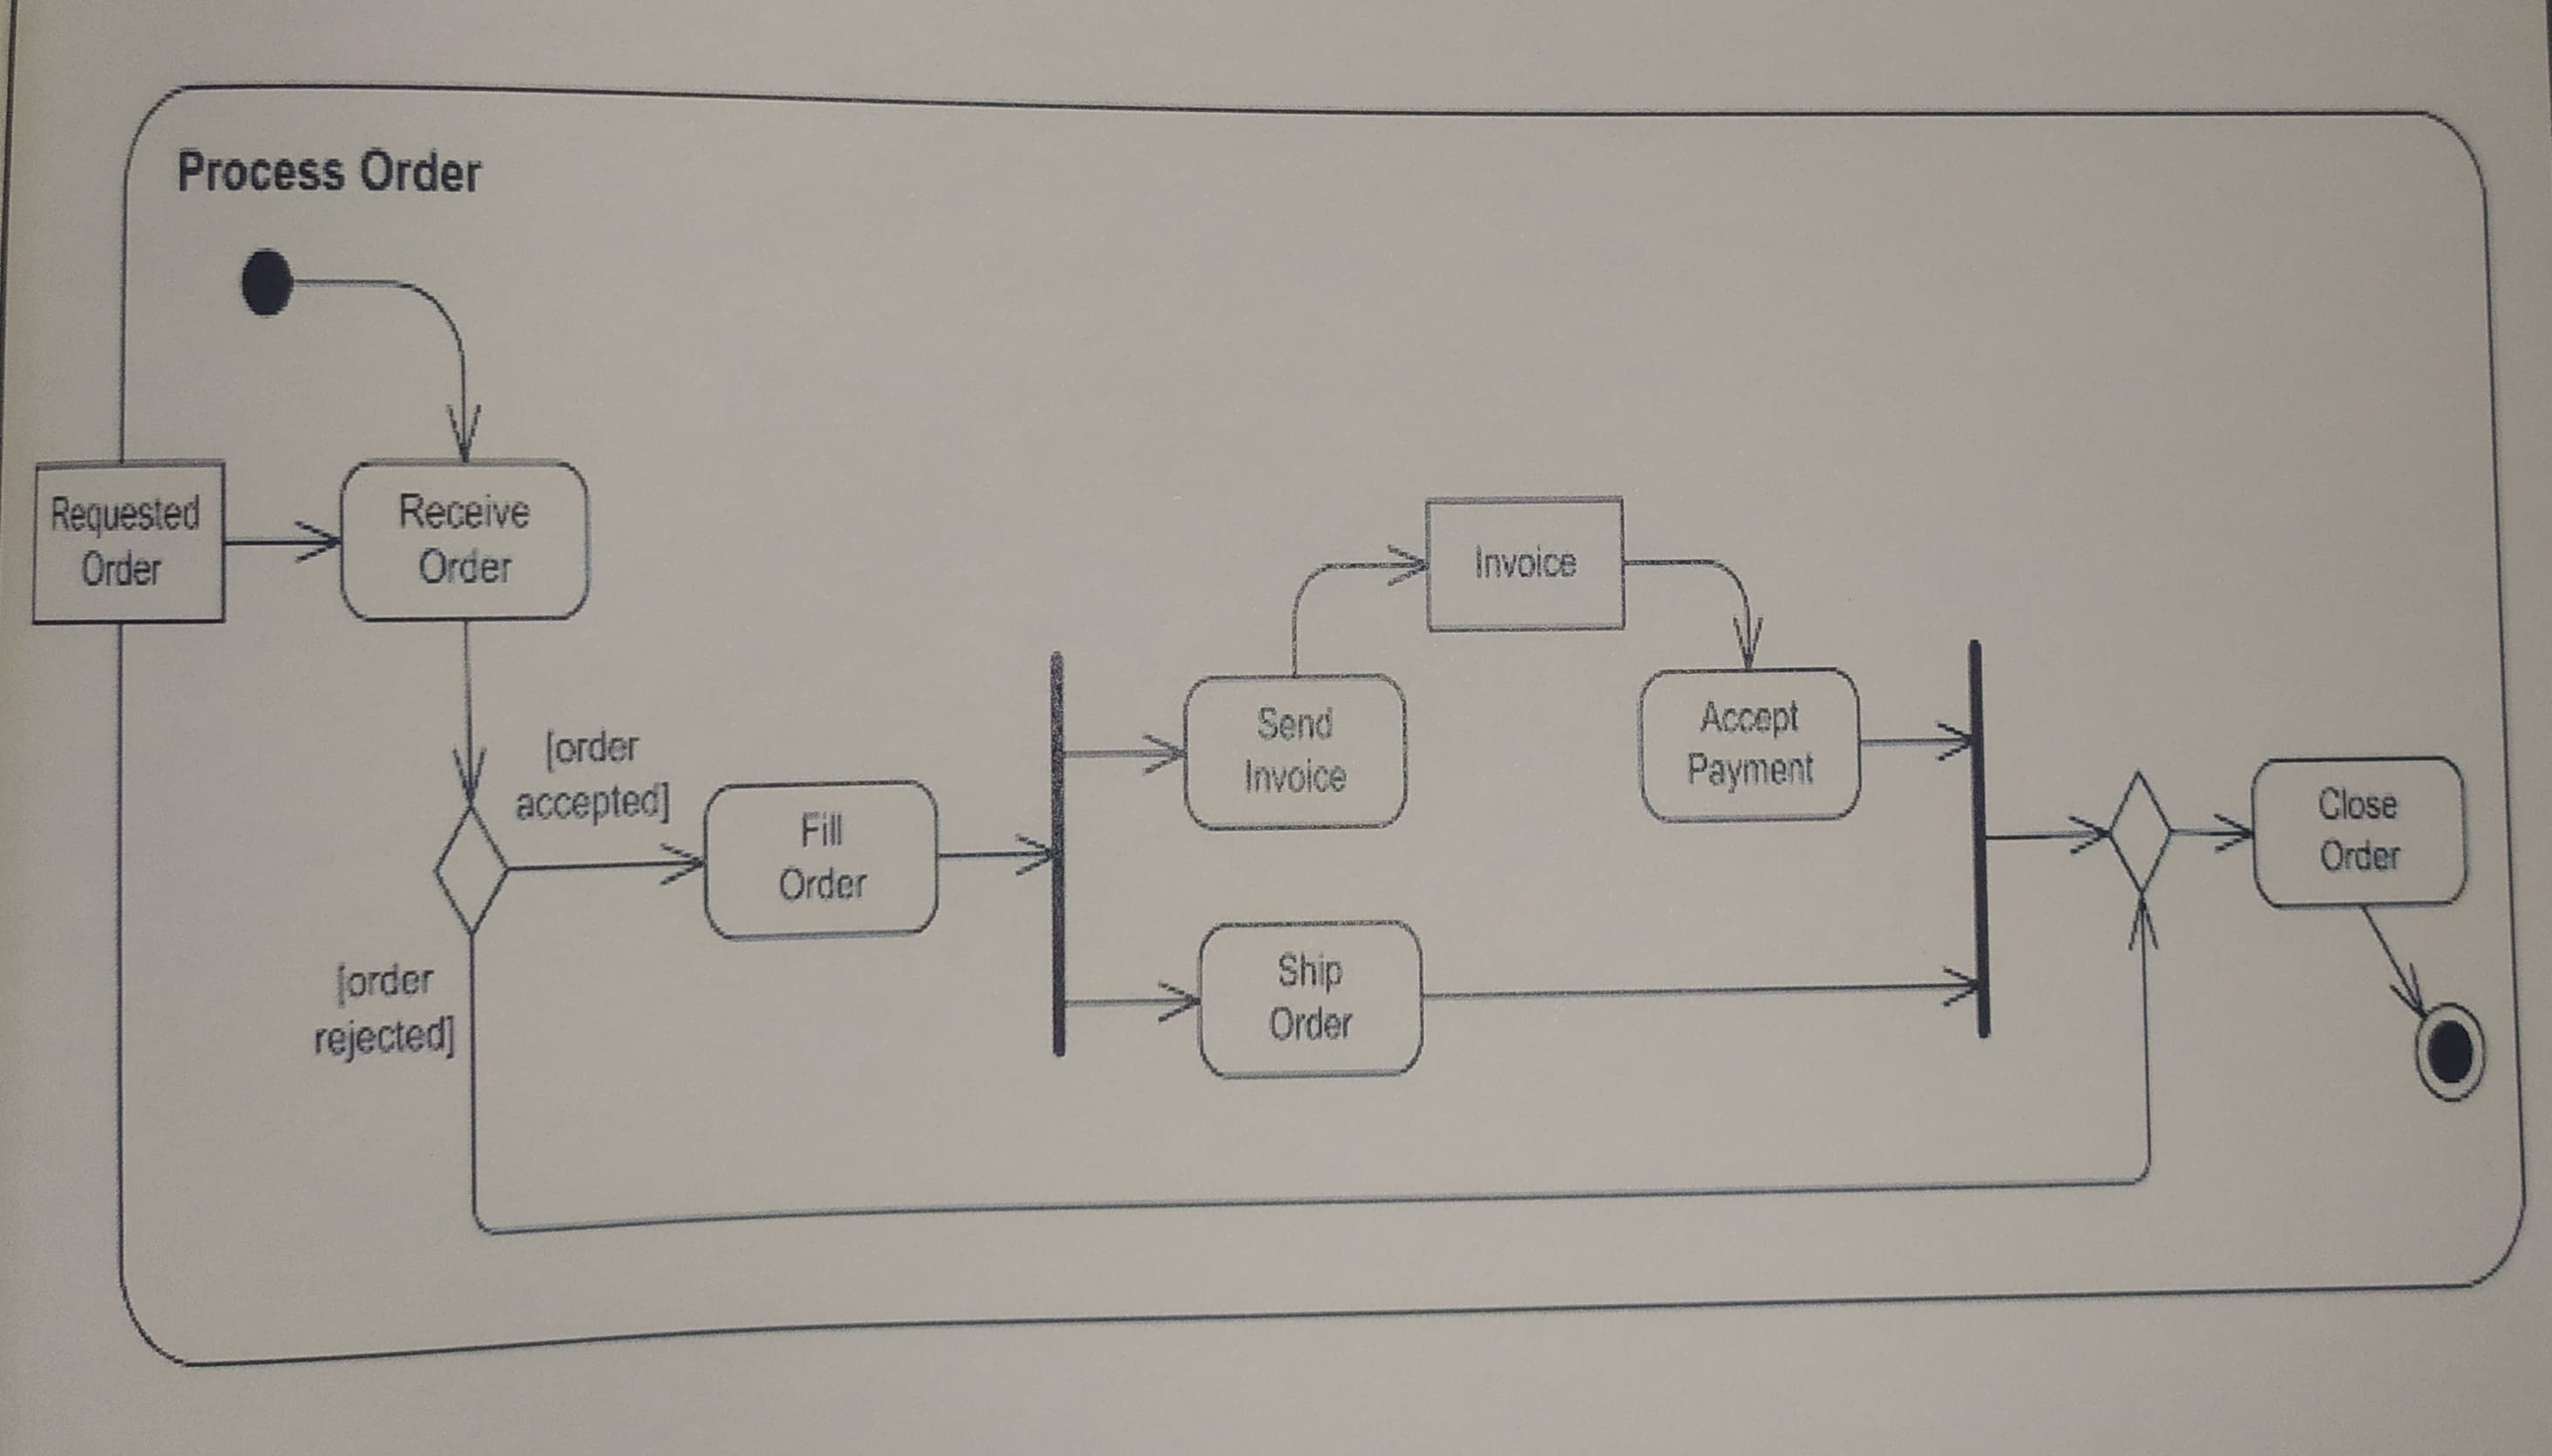 Process Order
Requested
Order
Receive
Order
[order
accepted]
[order
rejected]
Fill
Order
Send
Invoice
Invoice
Accept
Payment
Ship
Order
Close
Order